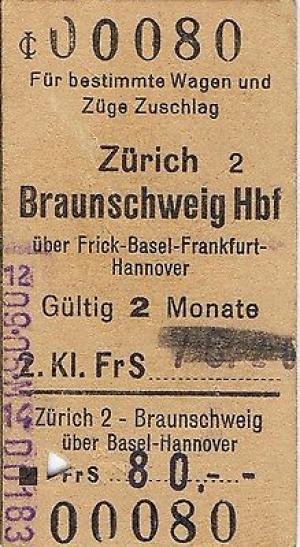 00080
Für bestimmte Wagen und
Züge Zuschlag
Zürich 2
Braunschweig Hbf
über Frick-Basel-Frankfurt-
Hannover
Gültig 2 Monate
2. Kl. FrS
Zürich 2 - Braunschweig
über Basel-Hannover
FrS 80.--
00080